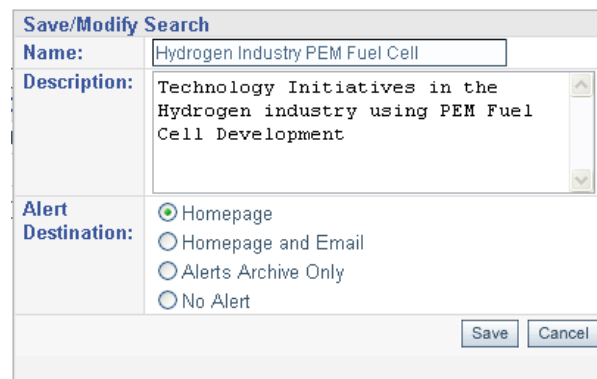 Save/Modify Search
Name: Hydrogen Industry PEM Fuel Cell
Description: Technology Initiatives in the
Hydrogen industry using PEM Fuel
Cell Development
Alert Destination: Homepage
Homepage and Email
Alerts Archive Only
No Alert
Save Cancel